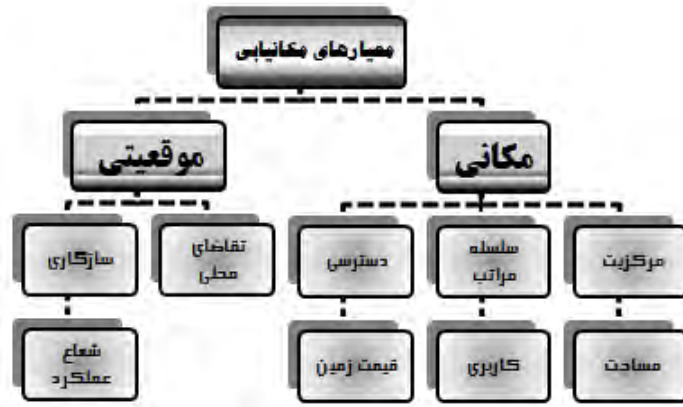 معیارهای مکانیابی
مکانی
موقعیتی
مرکزیت
سلسله
مراتب
دسترسی
تقاضای
محلی
سازگاری
مساحت
کاربری
قیمت زمین
شعاع
عملکرد